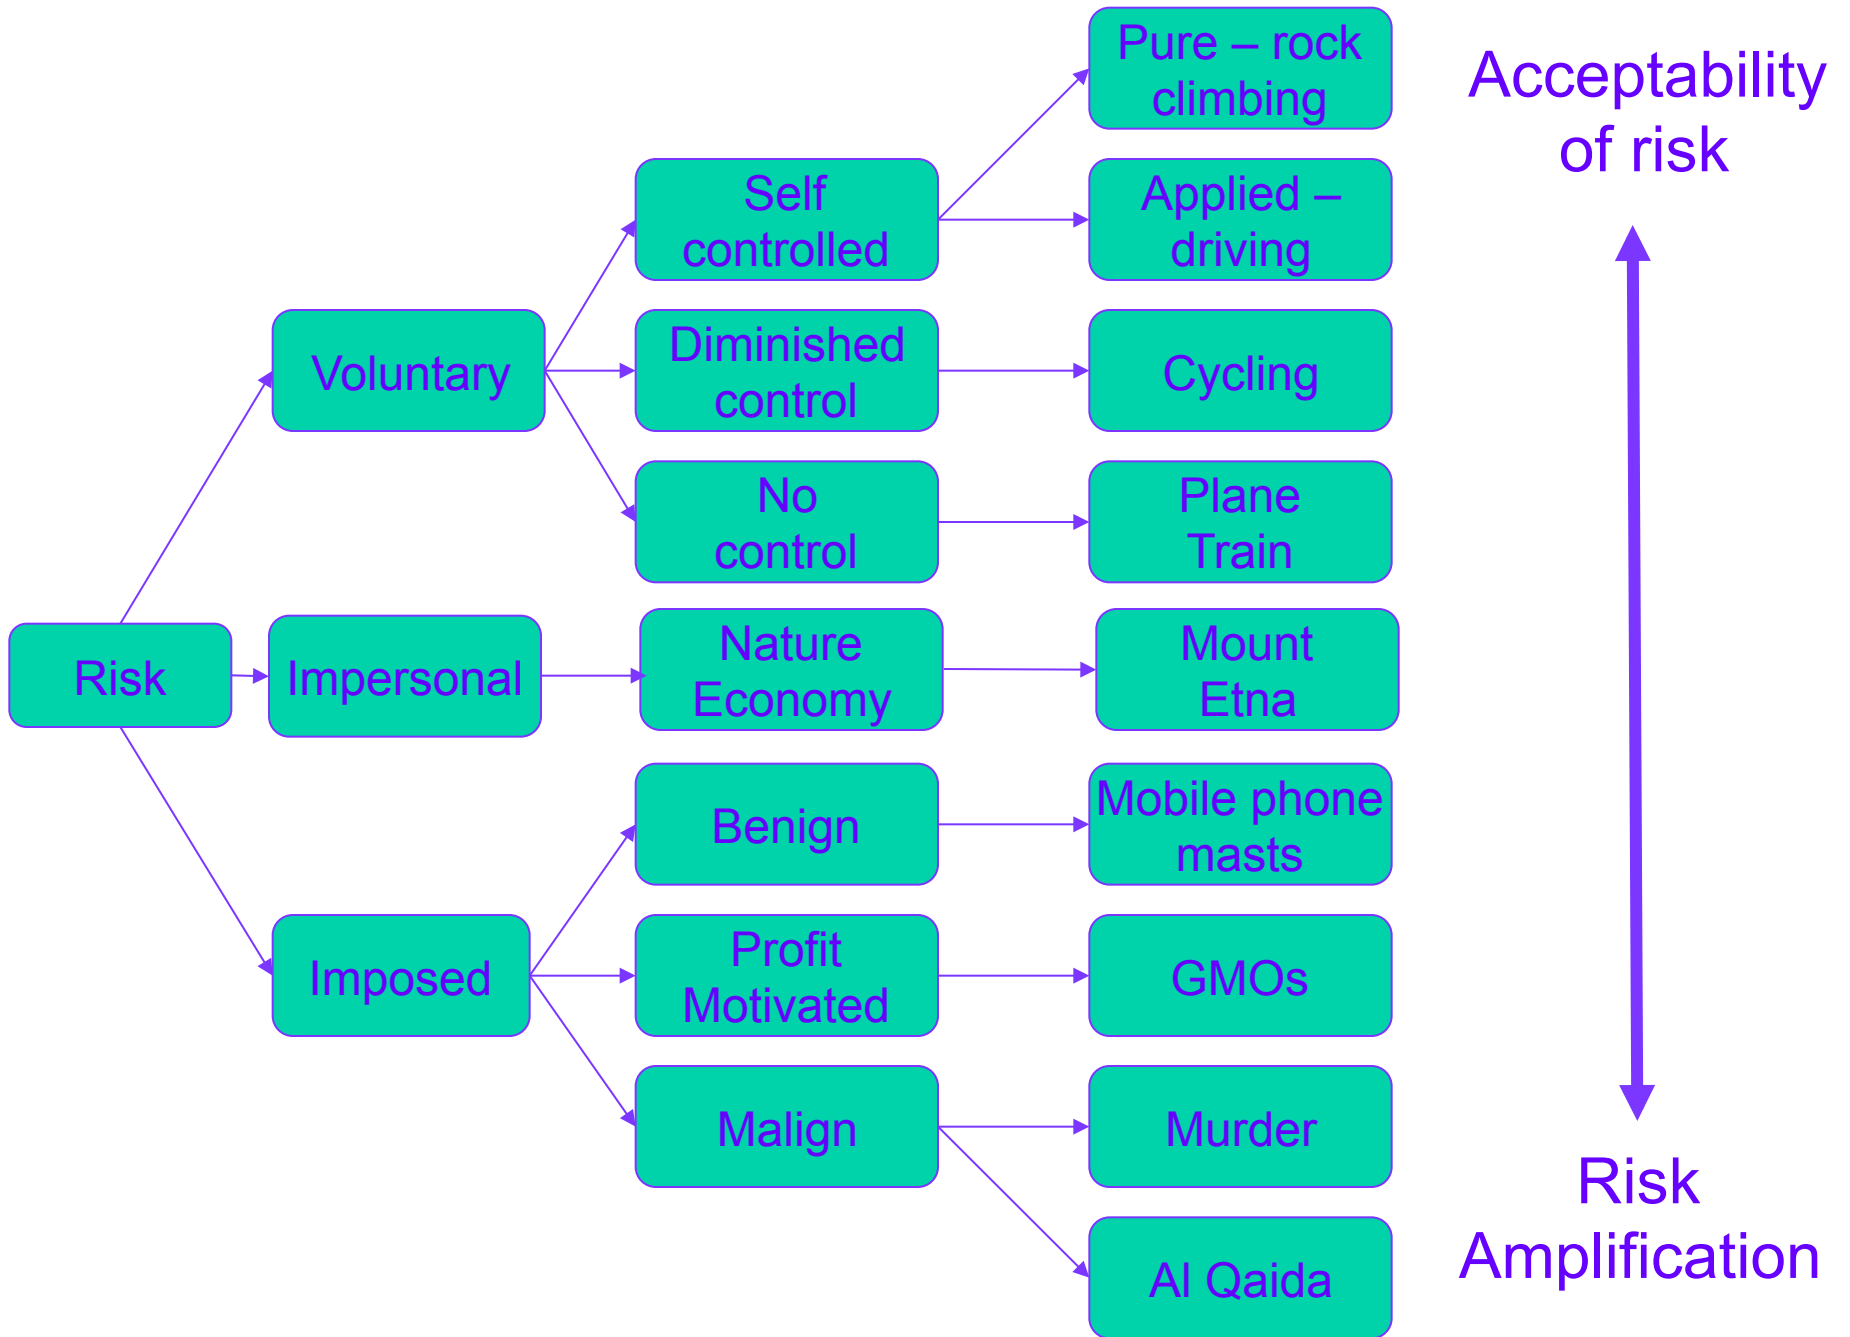 Pure – rock
climbing
Acceptability
of risk
Self
controlled
Applied –
driving
Voluntary
Diminished
control
Cycling
No
control
Plane
Train
Risk
Impersonal
Nature
Economy
Mount
Etna
Benign
Mobile phone
masts
Imposed
Profit
Motivated
GMOs
Malign
Murder
Risk
Amplification
Al Qaida